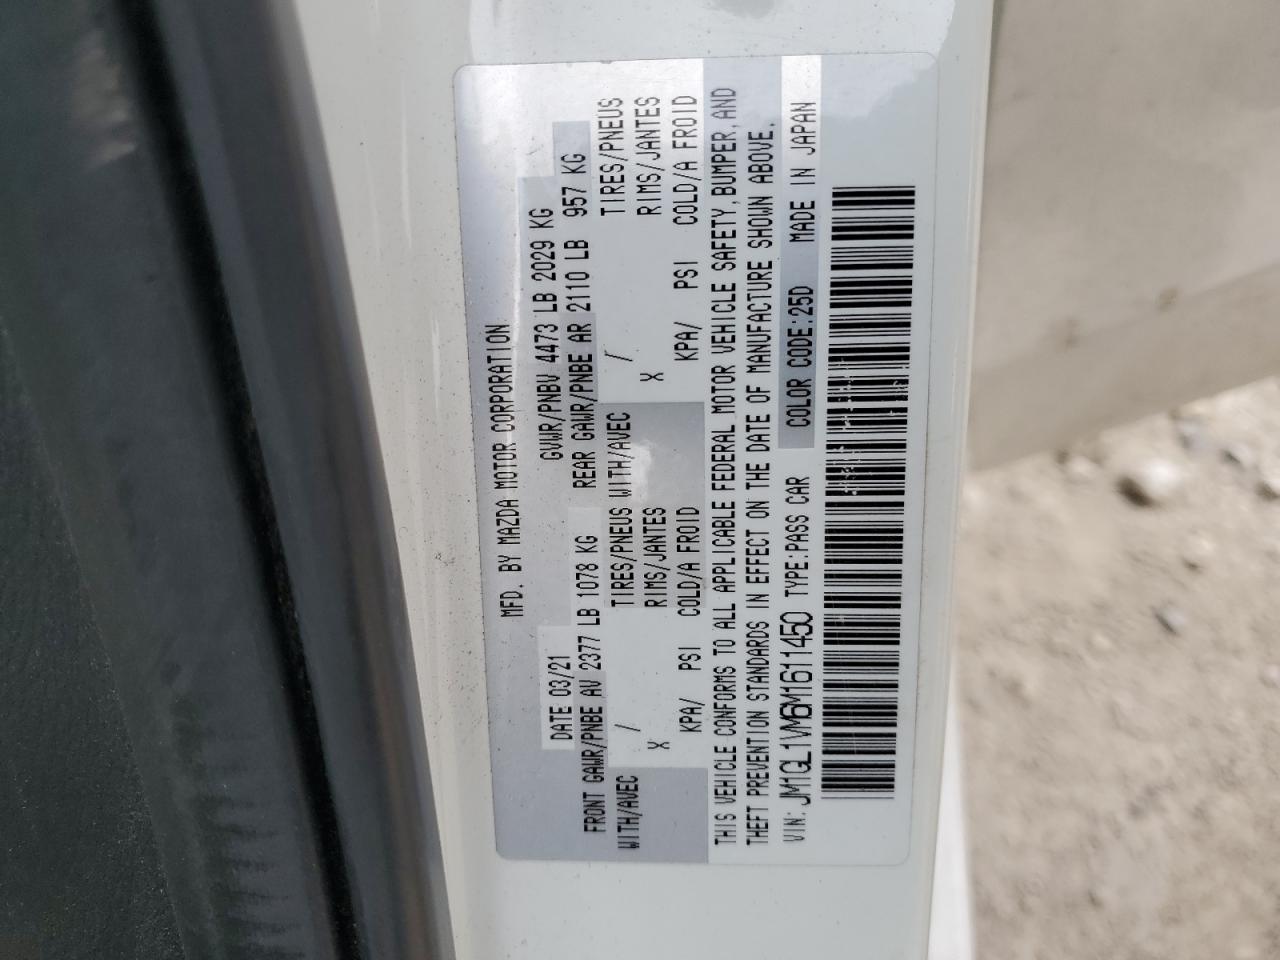 MFD. BY MAZDA MOTOR CORPORATION
DATE 03/21 GVWR/PNBV 4473 LB 2029 KG
FRONT GAWR/PNBE AV 2377 LB 1078 KG REAR GAWR/PNBE AR 2110 LB 957 KG
WITH/AVEC / TIRES/PNEUS WITH/AVEC / TIRES/PNEUS
X RIMS/JANTES X RIMS/JANTES
KPA/ PSI COLD/A FROID KPA/ PSI COLD/A FROID
THIS VEHICLE CONFORMS TO ALL APPLICABLE FEDERAL MOTOR VEHICLE SAFETY, BUMPER, AND
THEFT PREVENTION STANDARDS IN EFFECT ON THE DATE OF MANUFACTURE SHOWN ABOVE.
VIN: JM1GL1VM6M1611450 TYPE:PASS CAR COLOR CODE:25D MADE IN JAPAN